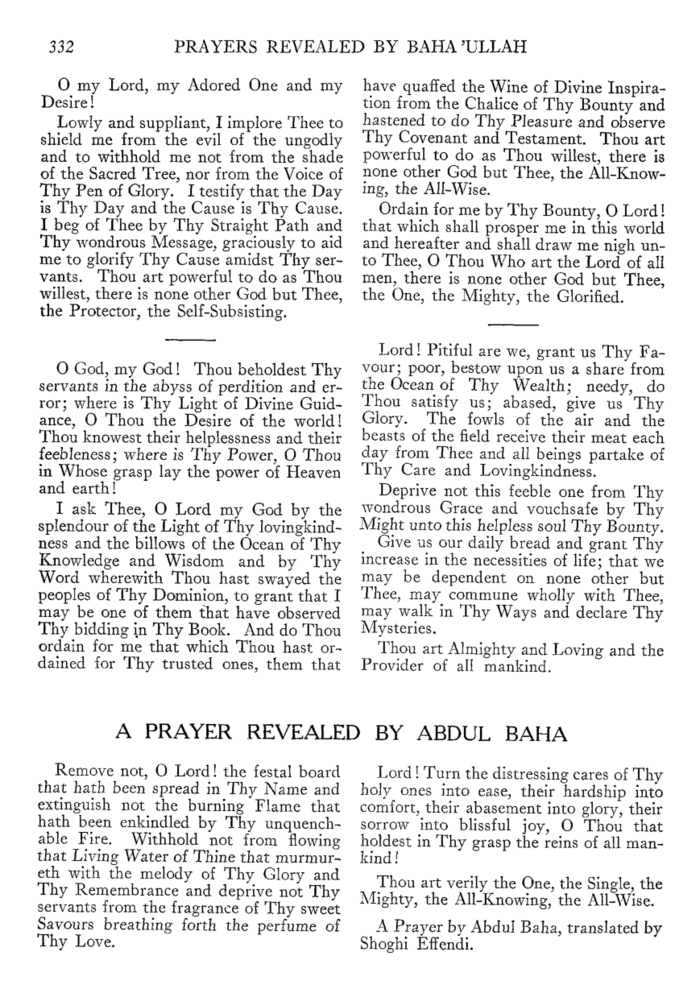 332
PRAYERS REVEALED BY BAHA'ULLAH
O my Lord, my Adored One and my
Desire!
Lowly and suppliant, I implore Thee to
shield me from the evil of the ungodly
and to withhold me not from the shade
of the Sacred Tree, nor from the Voice of
Thy Pen of Glory. I testify that the Day
is Thy Day and the Cause is Thy Cause.
I beg of Thee by Thy Straight Path and
Thy wondrous Message, graciously to aid
me to glorify Thy Cause amidst Thy ser-
vants. Thou art powerful to do as Thou
willest, there is none other God but Thee,
the Protector, the Self-Subsisting.
O God, my God! Thou beholdest Thy
servants in the abyss of perdition and er-
ror; where is Thy Light of Divine Guid-
ance, O Thou the Desire of the world!
Thou knowest their helplessness and their
feebleness; where is Thy Power, O Thou
in Whose grasp lay the power of Heaven
and earth!
I ask Thee, O Lord my God by the
splendour of the Light of Thy lovingkind-
ness and the billows of the Ocean of Thy
Knowledge and Wisdom and by Thy
Word wherewith Thou hast swayed the
peoples of Thy Dominion, to grant that I
may be one of them that have observed
Thy bidding in Thy Book. And do Thou
ordain for me that which Thou hast or-
dained for Thy trusted ones, them that
have quaffed the Wine of Divine Inspira-
tion from the Chalice of Thy Bounty and
hastened to do Thy Pleasure and observe
Thy Covenant and Testament. Thou art
powerful to do as Thou willest, there is
none other God but Thee, the All-Know-
ing, the All-Wise.
Ordain for me by Thy Bounty, O Lord!
that which shall prosper me in this world
and hereafter and shall draw me nigh un-
to Thee, O Thou Who art the Lord of all
men, there is none other God but Thee,
the One, the Mighty, the Glorified.
Lord! Pitiful are we, grant us Thy Fa-
vour; poor, bestow upon us a share from
the Ocean of Thy Wealth; needy, do
Thou satisfy us; abased, give us Thy
Glory. The fowls of the air and the
beasts of the field receive their meat each
day from Thee and all beings partake of
Thy Care and Lovingkindness.
Deprive not this feeble one from Thy
wondrous Grace and vouchsafe by Thy
Might unto this helpless soul Thy Bounty.
Give us our daily bread and grant Thy
increase in the necessities of life; that we
may be dependent on none other but
Thee, may commune wholly with Thee,
may walk in Thy Ways and declare Thy
Mysteries.
Thou art Almighty and Loving and the
Provider of all mankind.
A PRAYER REVEALED BY ABDUL BAHA
Remove not, O Lord! the festal board
that hath been spread in Thy Name and
extinguish not the burning Flame that
hath been enkindled by Thy unquench-
able Fire. Withhold not from flowing
that Living Water of Thine that murmur-
eth with the melody of Thy Glory and
Thy Remembrance and deprive not Thy
servants from the fragrance of Thy sweet
Savours breathing forth the perfume of
Thy Love.
Lord! Turn the distressing cares of Thy
holy ones into ease, their hardship into
comfort, their abasement into glory, their
sorrow into blissful joy, O Thou that
holdest in Thy grasp the reins of all man-
kind!
Thou art verily the One, the Single, the
Mighty, the All-Knowing, the All-Wise.
A Prayer by Abdul Baha, translated by
Shoghi Effendi.